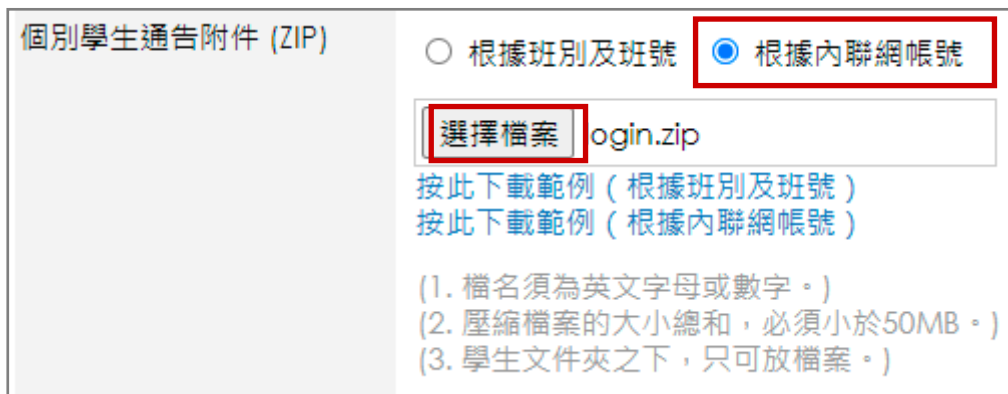 個別學生通告附件 (ZIP)
根據班別及班號 根據內聯網帳號
選擇檔案 ogin.zip
按此下載範例 ( 根據班別及班號 )
按此下載範例 ( 根據內聯網帳號 )
(1. 檔名須為英文字母或數字。)
(2. 壓縮檔案的大小總和，必須小於50MB。)
(3. 學生文件夾之下，只可放檔案。)